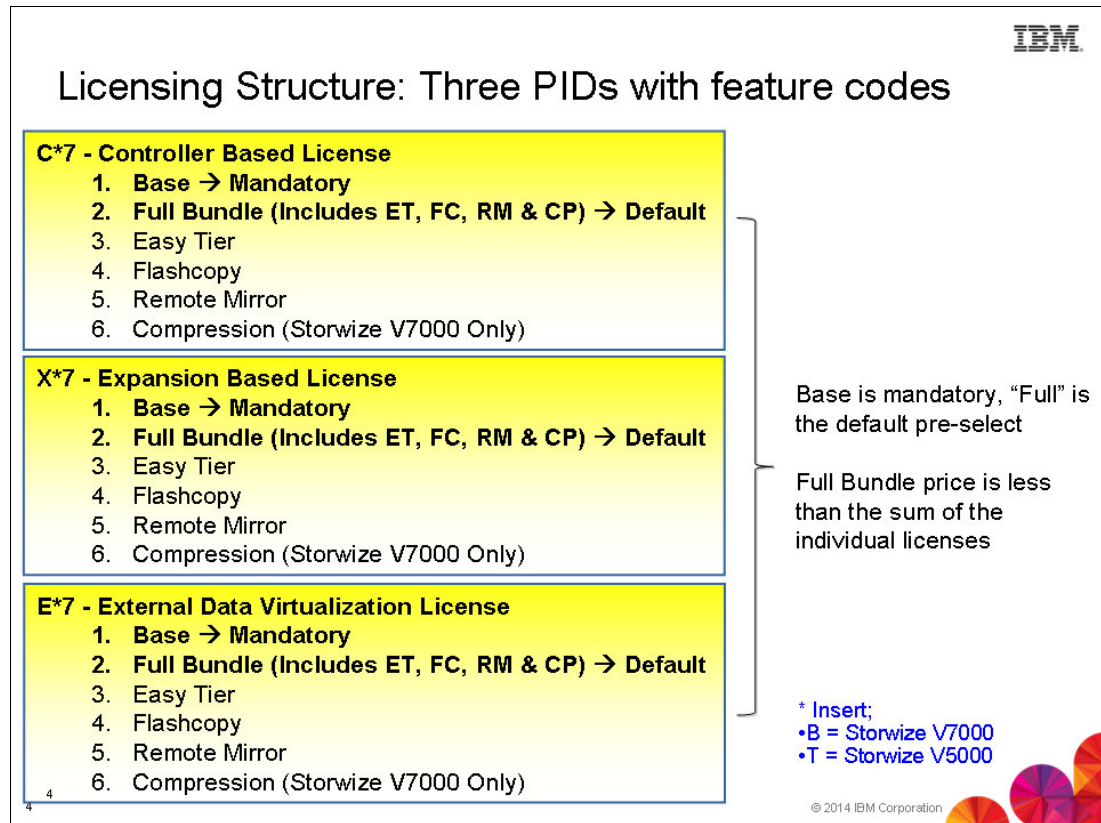 IBM
Licensing Structure: Three PIDs with feature codes
C*7 - Controller Based License
1. Base → Mandatory
2. Full Bundle (Includes ET, FC, RM & CP) → Default
3. Easy Tier
4. Flashcopy
5. Remote Mirror
6. Compression (Storwize V7000 Only)
X*7 - Expansion Based License
1. Base → Mandatory
2. Full Bundle (Includes ET, FC, RM & CP) → Default
3. Easy Tier
4. Flashcopy
5. Remote Mirror
6. Compression (Storwize V7000 Only)
E*7 - External Data Virtualization License
1. Base → Mandatory
2. Full Bundle (Includes ET, FC, RM & CP) → Default
3. Easy Tier
4. Flashcopy
5. Remote Mirror
6. Compression (Storwize V7000 Only)
Base is mandatory, “Full” is
the default pre-select
Full Bundle price is less
than the sum of the
individual licenses
* Insert;
•B = Storwize V7000
•T = Storwize V5000
4
4
© 2014 IBM Corporation